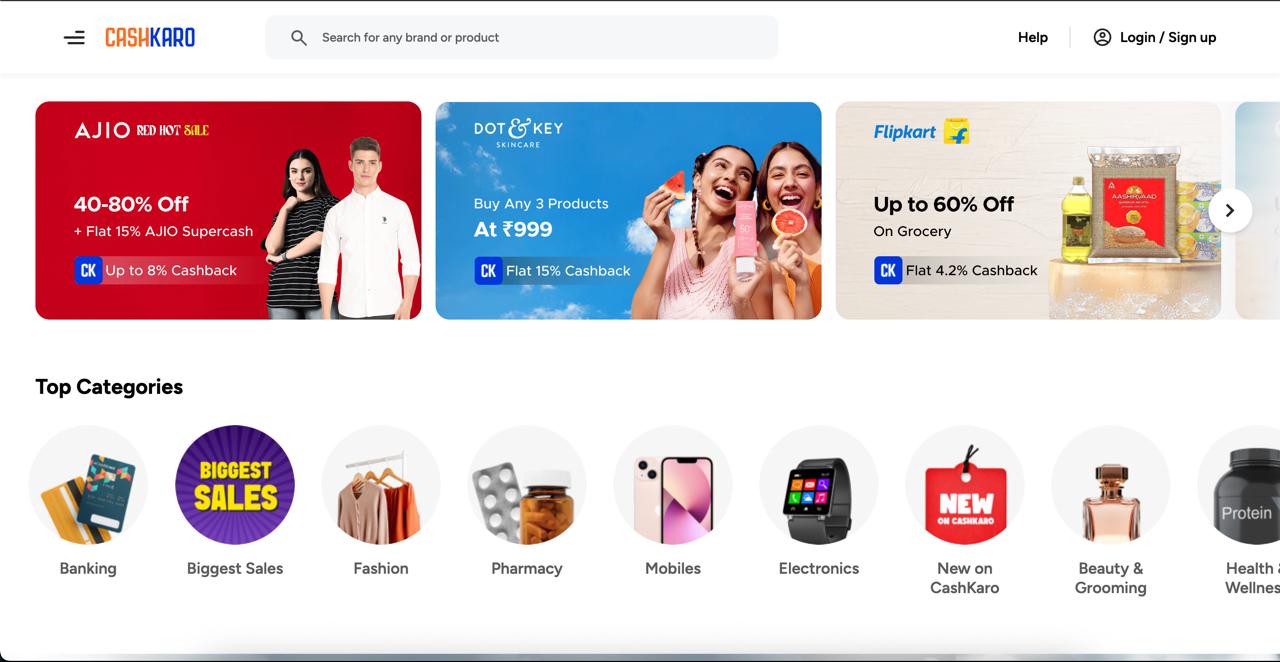 CASHKARO
Search for any brand or product
Help
Login / Sign up
AJIO RED HOT SALE
40-80% Off
+ Flat 15% AJIO Supercash
CK Up to 8% Cashback
DOT & KEY
SKINCARE
Buy Any 3 Products
At ₹999
CK Flat 15% Cashback
50
Flipkart
Up to 60% Off
On Grocery
CK Flat 4.2% Cashback
AASHIRVAAD
Top Categories
BIGGEST
SALES
NEW
ON CASHKARO
Protein
Banking
Biggest Sales
Fashion
Pharmacy
Mobiles
Electronics
New on
CashKaro
Beauty &
Grooming
Health &
Wellnes